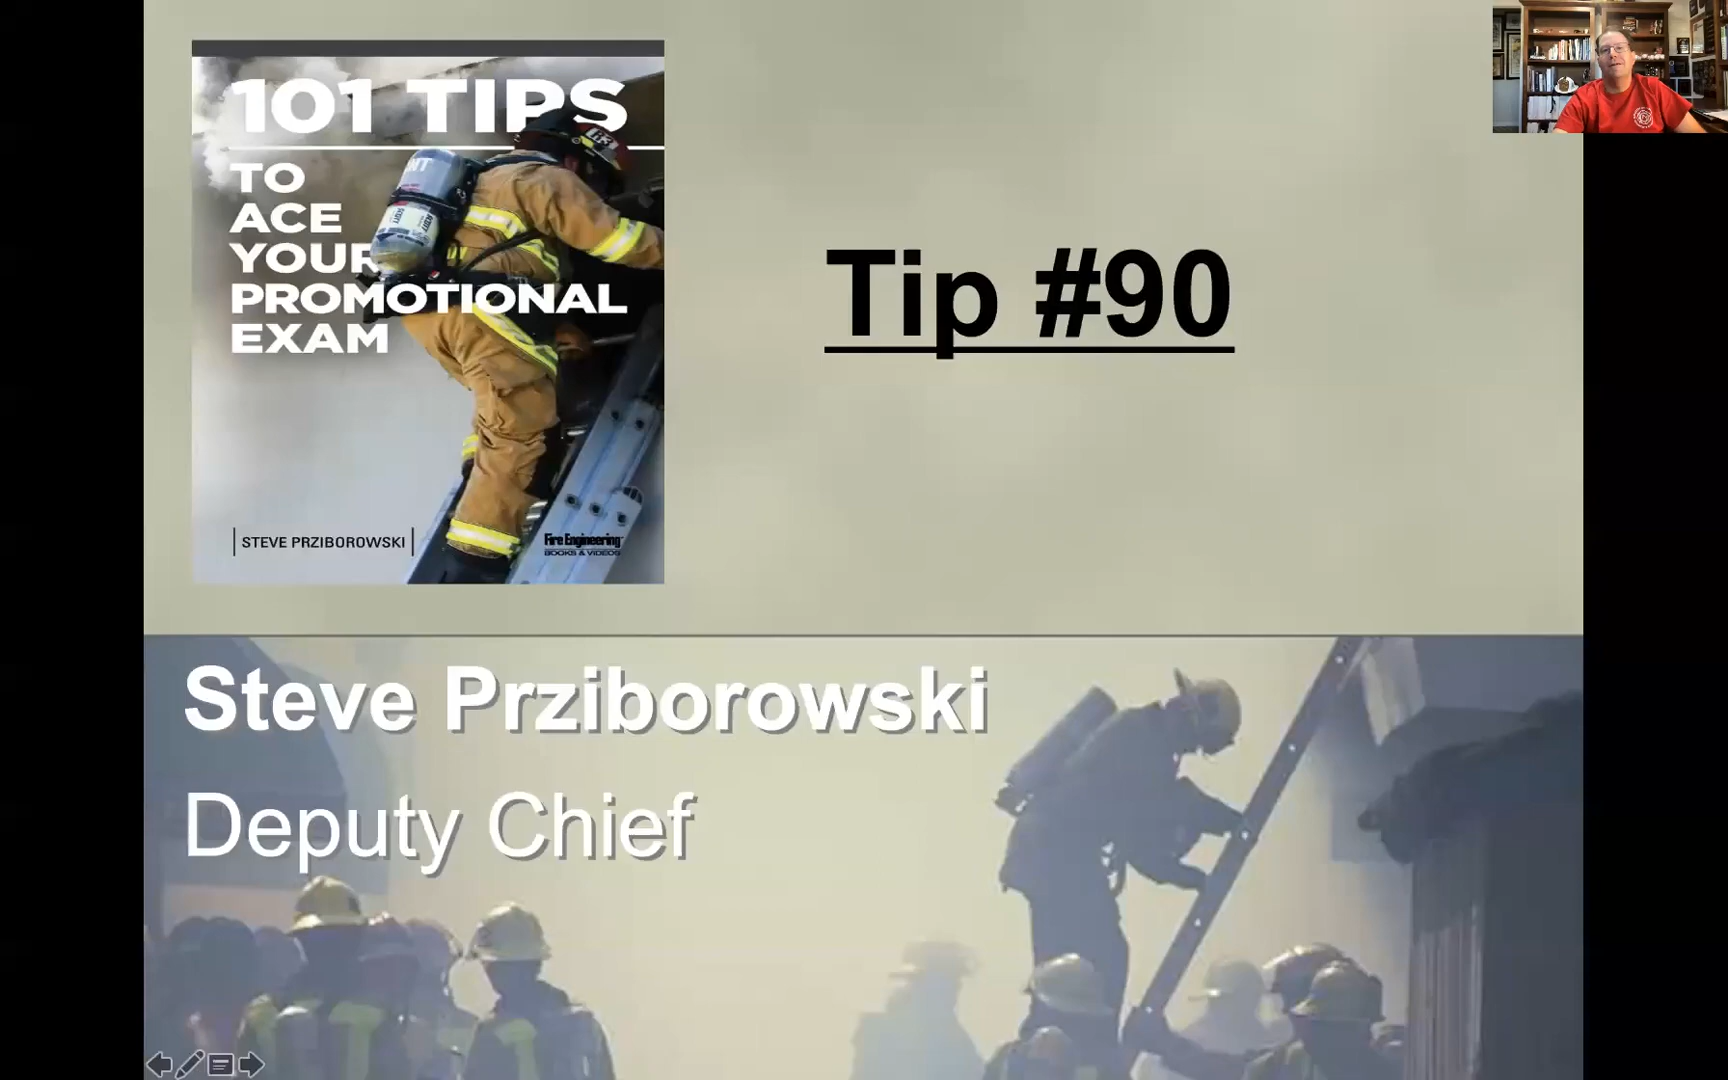 101 TIPS
TO
ACE
YOUR
PROMOTIONAL
EXAM
STEVE PRZIBOROWSKI
Fire Engineering
BOOKS & VIDEOS
83
Tip #90
Steve Prziborowski
Deputy Chief